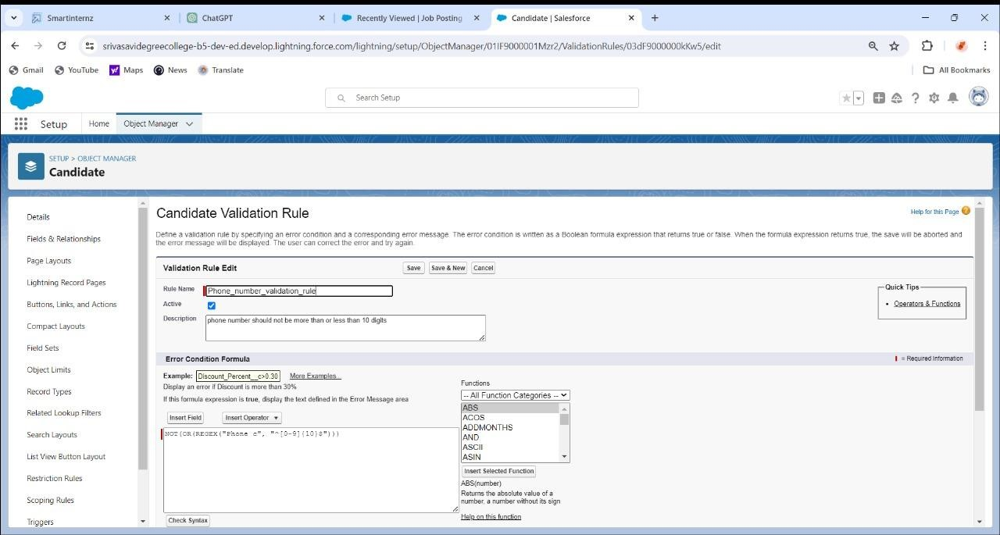 Smartinternz
ChatGPT
Recently Viewed | Job Posting
Candidate | Salesforce
srivasavidegreecollege-b5-dev-ed.develop.lightning.force.com/lightning/setup/ObjectManager/01IF9000001Mzr2/ValidationRules/03dF9000000kKw5/edit
Gmail YouTube Maps News Translate
All Bookmarks
Search Setup
Setup Home Object Manager
SETUP > OBJECT MANAGER
Candidate
Details
Fields & Relationships
Page Layouts
Lightning Record Pages
Buttons, Links, and Actions
Compact Layouts
Field Sets
Object Limits
Record Types
Related Lookup Filters
Search Layouts
List View Button Layout
Restriction Rules
Scoping Rules
Triggers
Candidate Validation Rule
Help for this Page
Define a validation rule by specifying an error condition and a corresponding error message. The error condition is written as a Boolean formula expression that returns true or false. When the formula expression returns true, the save will be aborted and
the error message will be displayed. The user can correct the error and try again.
Validation Rule Edit
Save Save & New Cancel
Rule Name Phone_number_validation_rule
Active
Description phone number should not be more than or less than 10 digits
Quick Tips
• Operators & Functions
Error Condition Formula
= Required Information
Example: Discount_Percent__c>0.30 More Examples...
Display an error if Discount is more than 30%
If this formula expression is true, display the text defined in the Error Message area
Insert Field Insert Operator
NOT(OR(REGEX("Phone c", "^[0-9]{10}$")))
Check Syntax
Functions
-- All Function Categories --
ABS
ACOS
ADDMONTHS
AND
ASCII
ASIN
Insert Selected Function
ABS(number)
Returns the absolute value of a
number, a number without its sign
Help on this function